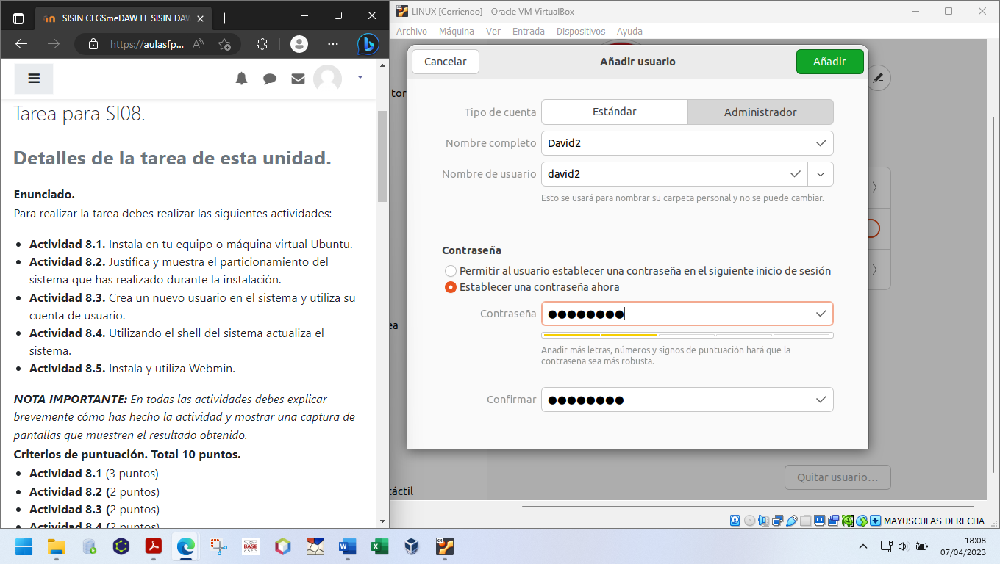 SISIN CFGSmeDAW LE SISIN DAW
https://aulasfp...
Tarea para SI08.
Detalles de la tarea de esta unidad.
Enunciado.
Para realizar la tarea debes realizar las siguientes actividades:
Actividad 8.1. Instala en tu equipo o máquina virtual Ubuntu.
Actividad 8.2. Justifica y muestra el particionamiento del
sistema que has realizado durante la instalación.
Actividad 8.3. Crea un nuevo usuario en el sistema y utiliza su
cuenta de usuario.
Actividad 8.4. Utilizando el shell del sistema actualiza el
sistema.
Actividad 8.5. Instala y utiliza Webmin.
NOTA IMPORTANTE: En todas las actividades debes explicar
brevemente cómo has hecho la actividad y mostrar una captura de
pantallas que muestren el resultado obtenido.
Criterios de puntuación. Total 10 puntos.
Actividad 8.1 (3 puntos)
Actividad 8.2 (2 puntos)
Actividad 8.3 (2 puntos)
Actividad 8.4 (2 puntos)
LINUX [Corriendo] - Oracle VM VirtualBox
Archivo Máquina Ver Entrada Dispositivos Ayuda
Cancelar
Añadir usuario
Añadir
tor
Tipo de cuenta
Estándar
Administrador
Nombre completo
David2
Nombre de usuario
david2
Esto se usará para nombrar su carpeta personal y no se puede cambiar.
Contraseña
Permitir al usuario establecer una contraseña en el siguiente inicio de sesión
Establecer una contraseña ahora
Contraseña
ea
Añadir más letras, números y signos de puntuación hará que la
contraseña sea más robusta.
Confirmar
Quitar usuario...
táctil
MAYUSCULAS DERECHA
BASE
64
18:08
07/04/2023